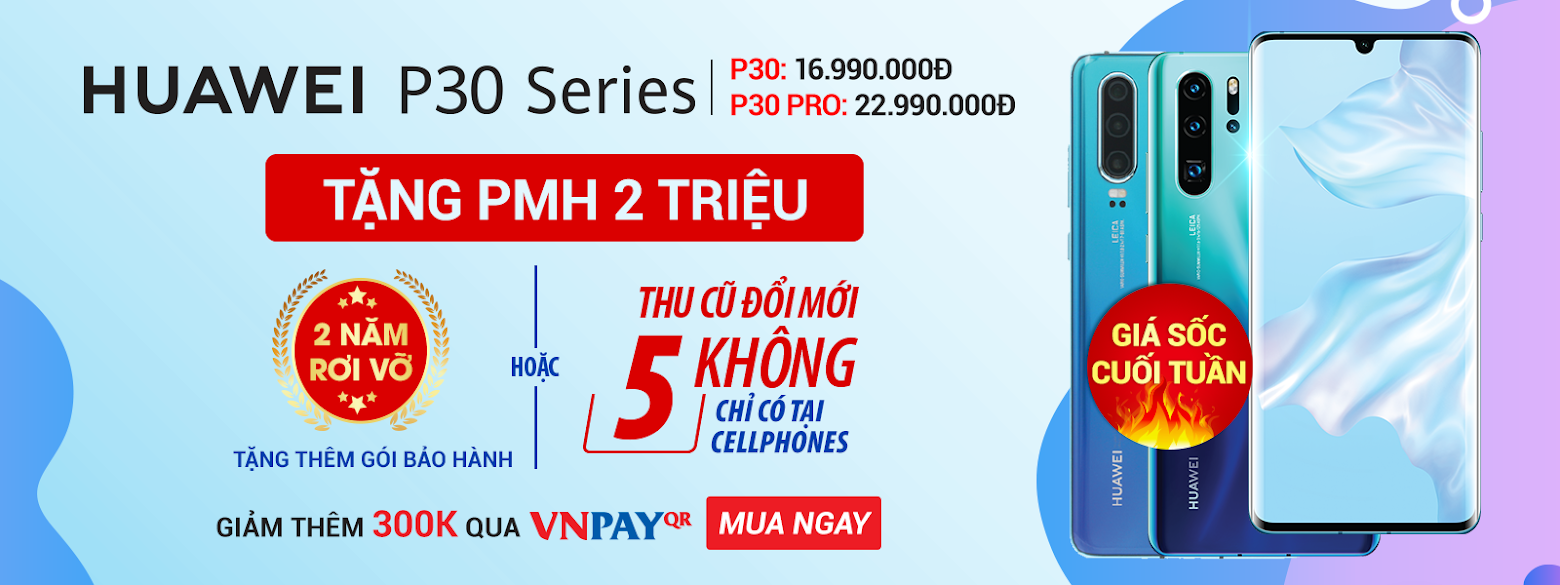 HUAWEI P30 Series
P30: 16.990.000Đ
P30 PRO: 22.990.000Đ
TẶNG PMH 2 TRIỆU
2 NĂM
RƠI VỠ
TẶNG THÊM GÓI BẢO HÀNH
HOẶC
THU CŨ ĐỔI MỚI
5 KHÔNG
CHỈ CÓ TẠI
CELLPHONES
GIẢM THÊM 300K QUA VNPAYQR
MUA NGAY
GIÁ SỐC
CUỐI TUẦN
LEICA
HUAWEI
LEICA
HUAWEI